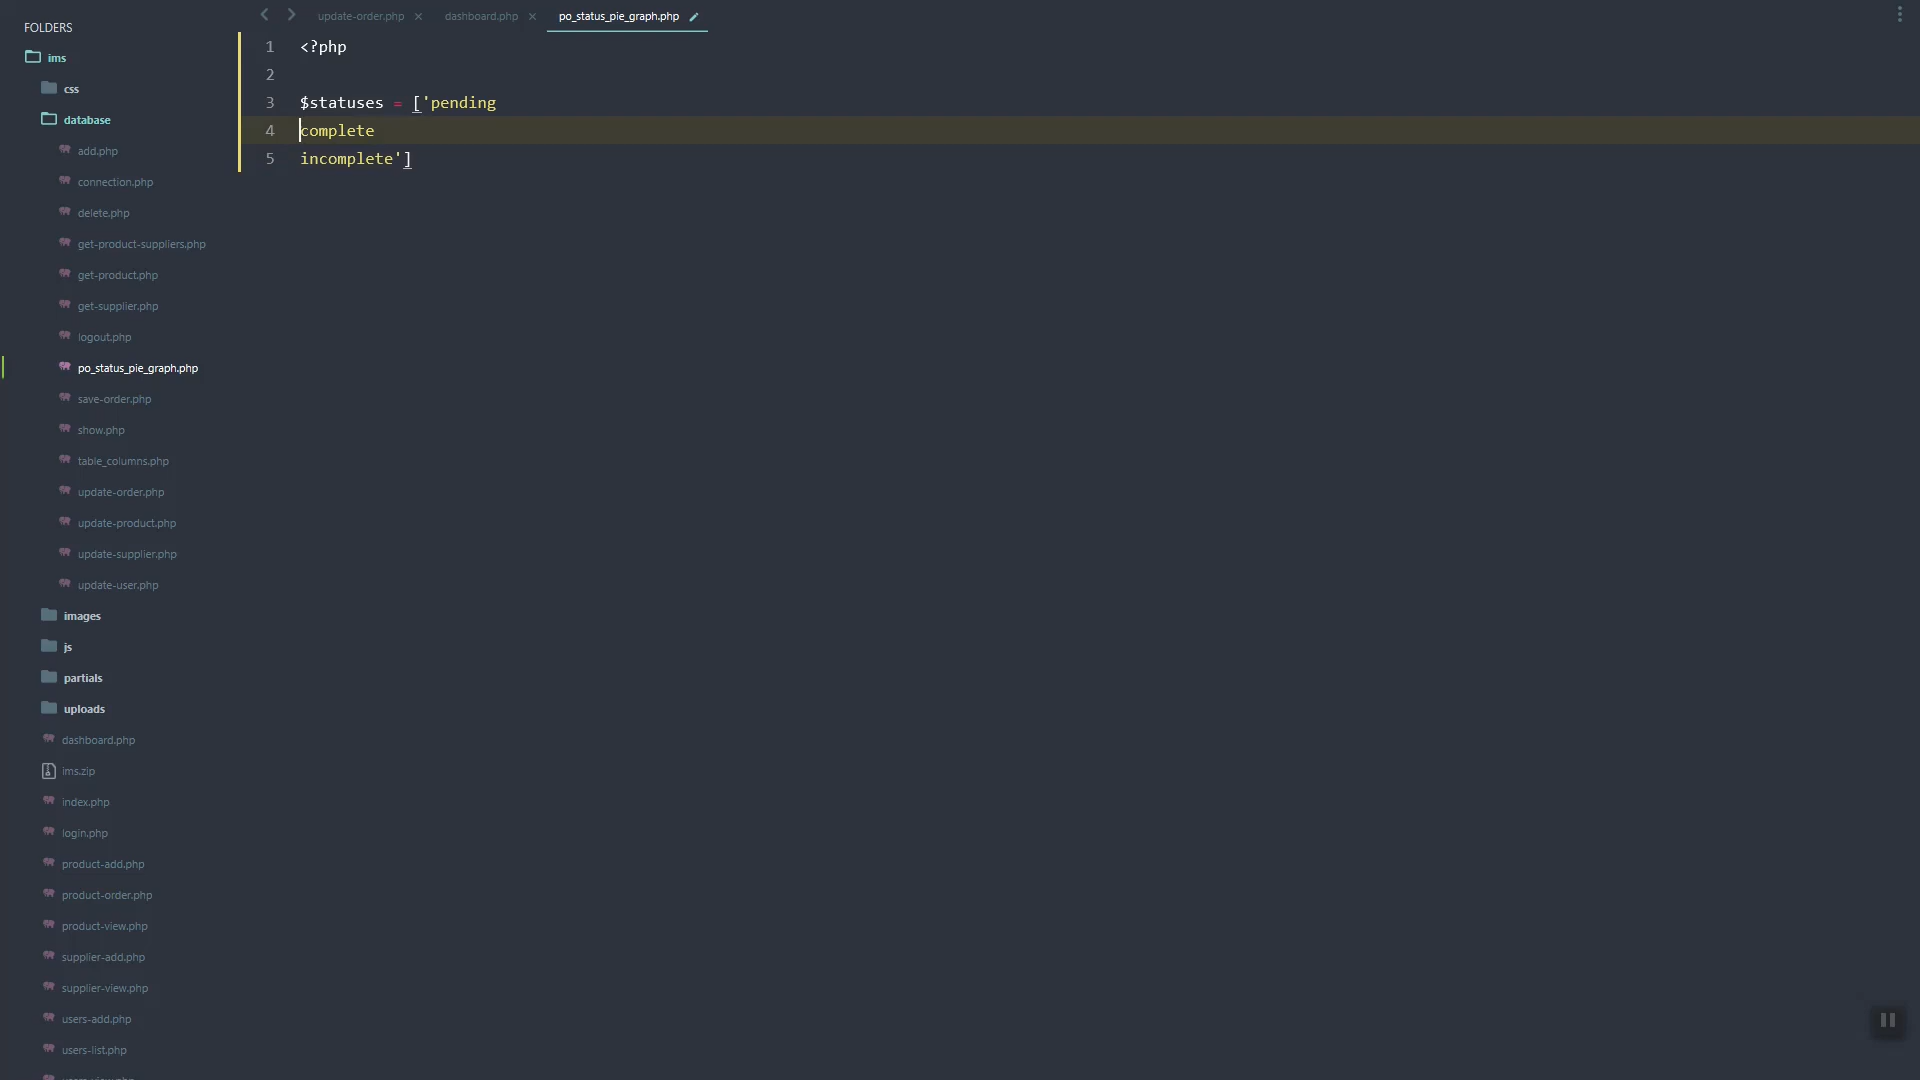 FOLDERS
ims
css
database
add.php
connection.php
delete.php
get-product-suppliers.php
get-product.php
get-supplier.php
logout.php
po_status_pie_graph.php
save-order.php
show.php
table_columns.php
update-order.php
update-product.php
update-supplier.php
update-user.php
images
js
partials
uploads
dashboard.php
ims.zip
index.php
login.php
product-add.php
product-order.php
product-view.php
supplier-add.php
supplier-view.php
users-add.php
users-list.php
update-order.php dashboard.php po_status_pie_graph.php
1 <?php
2
3 $statuses = ['pending
4 complete
5 incomplete']